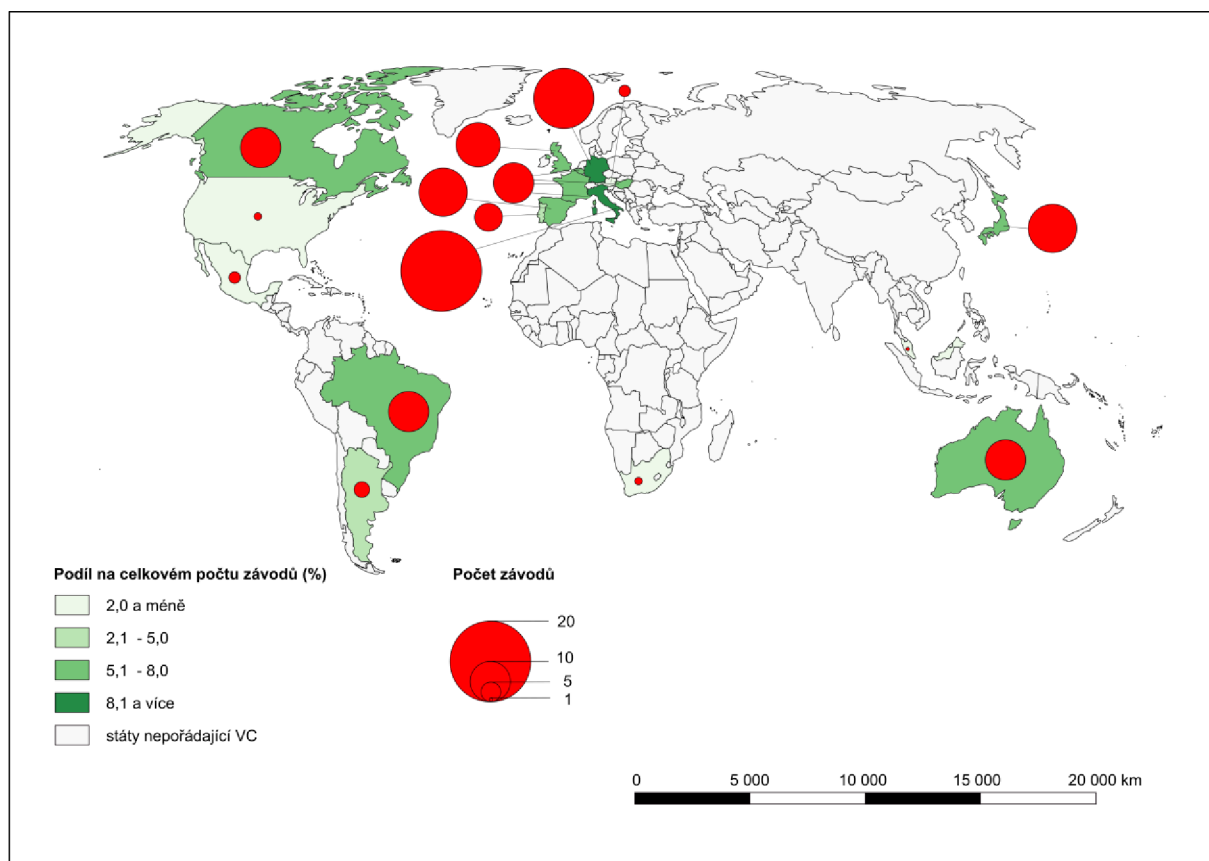 Podíl na celkovém počtu závodů (%)
2,0 a méně
2,1 - 5,0
5,1 - 8,0
8,1 a více
státy nepořádající VC
Počet závodů
20
10
5
1
0 5 000 10 000 15 000 20 000 km